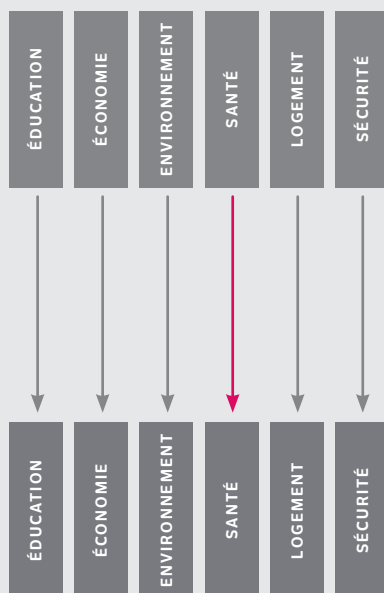 ÉDUCATION
ÉCONOMIE
ENVIRONNEMENT
SANTÉ
LOGEMENT
SÉCURITÉ
ÉDUCATION
ÉCONOMIE
ENVIRONNEMENT
SANTÉ
LOGEMENT
SÉCURITÉ